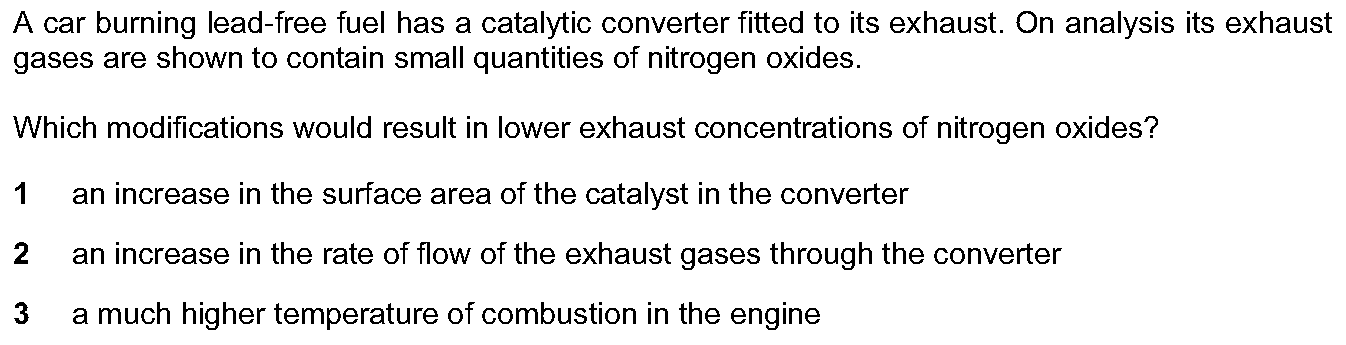 A car burning lead-free fuel has a catalytic converter fitted to its exhaust. On analysis its exhaust
gases are shown to contain small quantities of nitrogen oxides.
Which modifications would result in lower exhaust concentrations of nitrogen oxides?
1 an increase in the surface area of the catalyst in the converter
2 an increase in the rate of flow of the exhaust gases through the converter
3 a much higher temperature of combustion in the engine